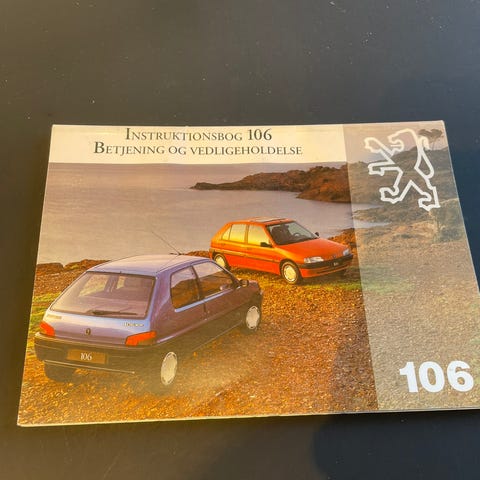 INSTRUKTIONSBOG 106
BETJENING OG VEDLIGEHOLDELSE
106
106